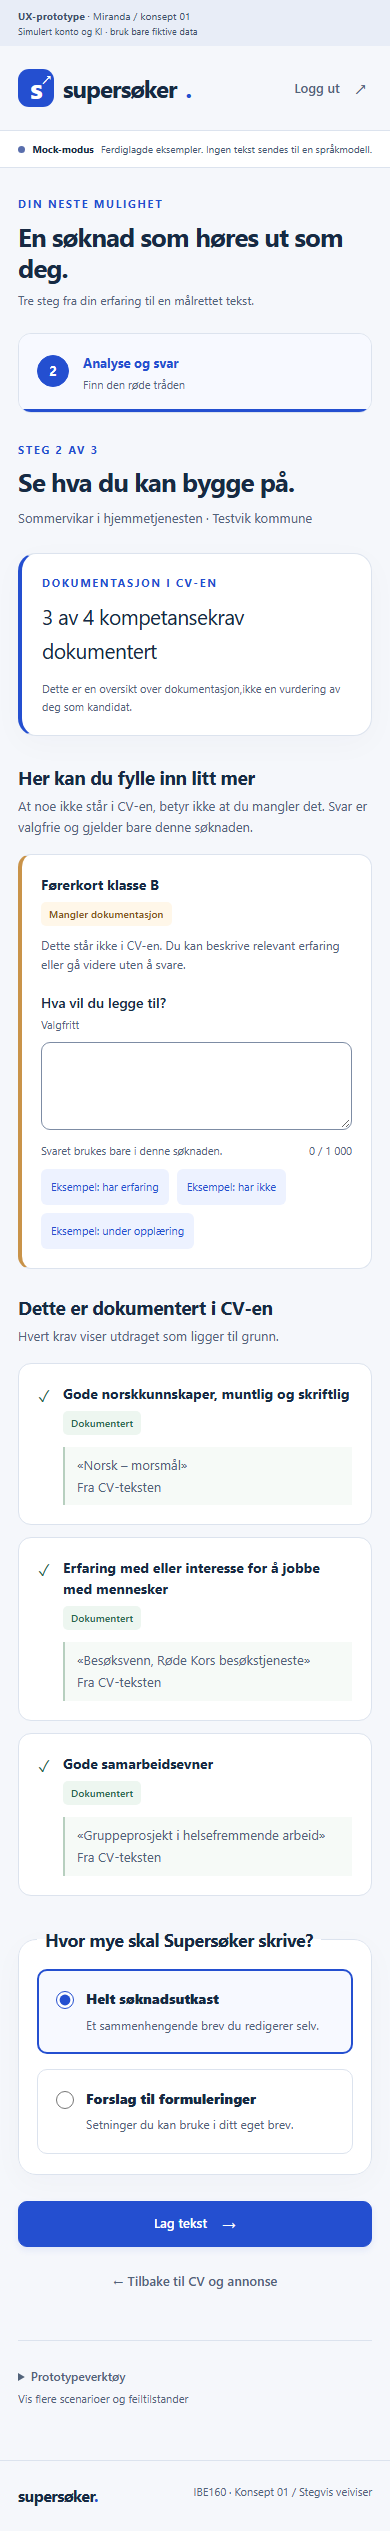 UX-prototype · Miranda / konsept 01
Simulert konto og KI · bruk bare fiktive data
s↗ supersøker.
Logg ut ↗
Mock-modus Ferdiglagde eksempler. Ingen tekst sendes til en språkmodell.
DIN NESTE MULIGHET
En søknad som høres ut som
deg.
Tre steg fra din erfaring til en målrettet tekst.
2 Analyse og svar
Finn den røde tråden
STEG 2 AV 3
Se hva du kan bygge på.
Sommervikar i hjemmetjenesten · Testvik kommune
DOKUMENTASJON I CV-EN
3 av 4 kompetansekrav
dokumentert
Dette er en oversikt over dokumentasjon,ikke en vurdering av
deg som kandidat.
Her kan du fylle inn litt mer
At noe ikke står i CV-en, betyr ikke at du mangler det. Svar er
valgfrie og gjelder bare denne søknaden.
Førerkort klasse B
Mangler dokumentasjon
Dette står ikke i CV-en. Du kan beskrive relevant erfaring
eller gå videre uten å svare.
Hva vil du legge til?
Valgfritt
Svaret brukes bare i denne søknaden. 0 / 1 000
Eksempel: har erfaring Eksempel: har ikke
Eksempel: under opplæring
Dette er dokumentert i CV-en
Hvert krav viser utdraget som ligger til grunn.
✓ Gode norskkunnskaper, muntlig og skriftlig
Dokumentert
«Norsk – morsmål»
Fra CV-teksten
✓ Erfaring med eller interesse for å jobbe
med mennesker
Dokumentert
«Besøksvenn, Røde Kors besøkstjeneste»
Fra CV-teksten
✓ Gode samarbeidsevner
Dokumentert
«Gruppeprosjekt i helsefremmende arbeid»
Fra CV-teksten
Hvor mye skal Supersøker skrive?
Helt søknadsutkast
Et sammenhengende brev du redigerer selv.
Forslag til formuleringer
Setninger du kan bruke i ditt eget brev.
Lag tekst →
← Tilbake til CV og annonse
▶ Prototypeverktøy
Vis flere scenarioer og feiltilstander
supersøker.
IBE160 · Konsept 01 / Stegvis veiviser